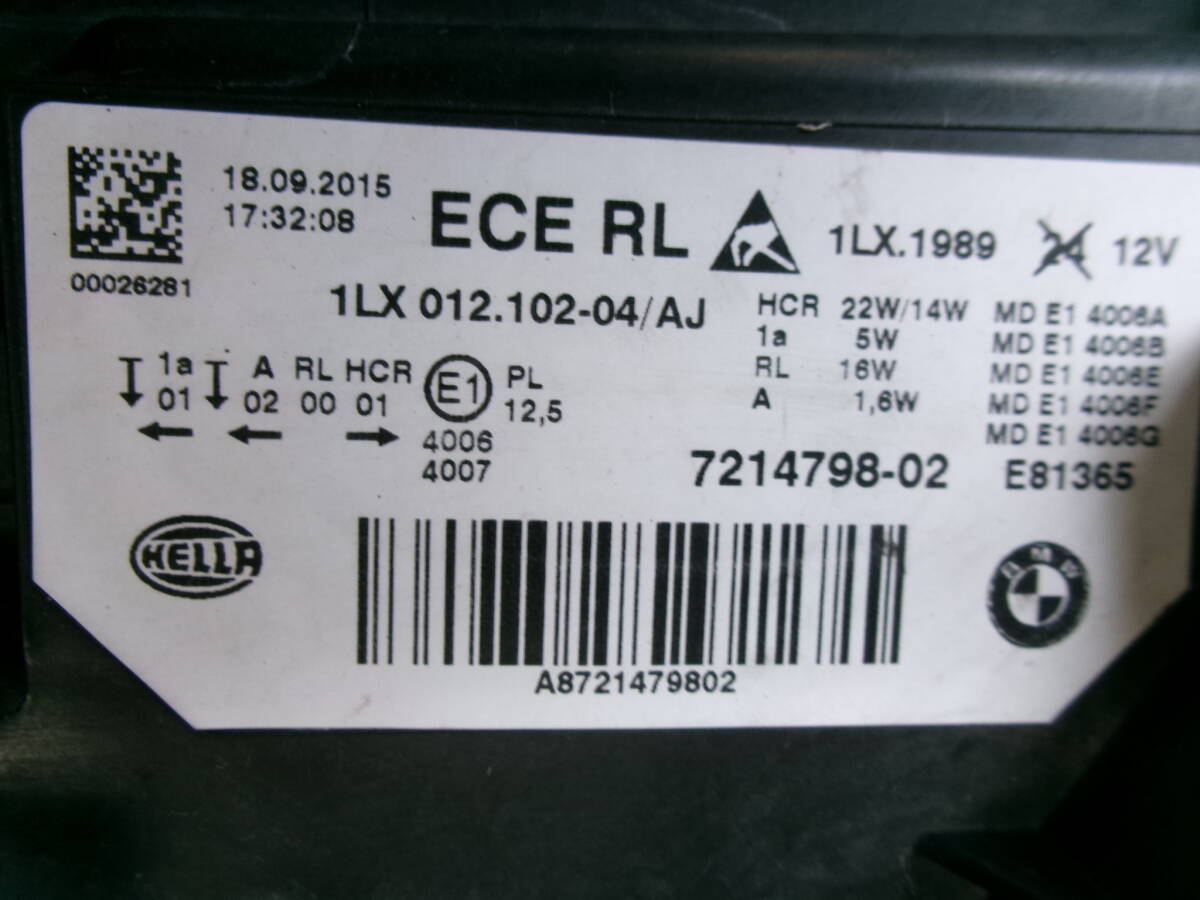 18.09.2015
17:32:08
00026281
ECE RL
1LX.1989
24 12V
1LX 012.102-04/AJ
HCR 22W/14W
1a 5W
RL 16W
A 1,6W
MD E1 4006A
MD E1 4006B
MD E1 4006E
MD E1 4006F
MD E1 4006G
1a A RL HCR
01 02 00 01
E1
PL
12,5
4006
4007
7214798-02
E81365
HELLA
BMW
A8721479802